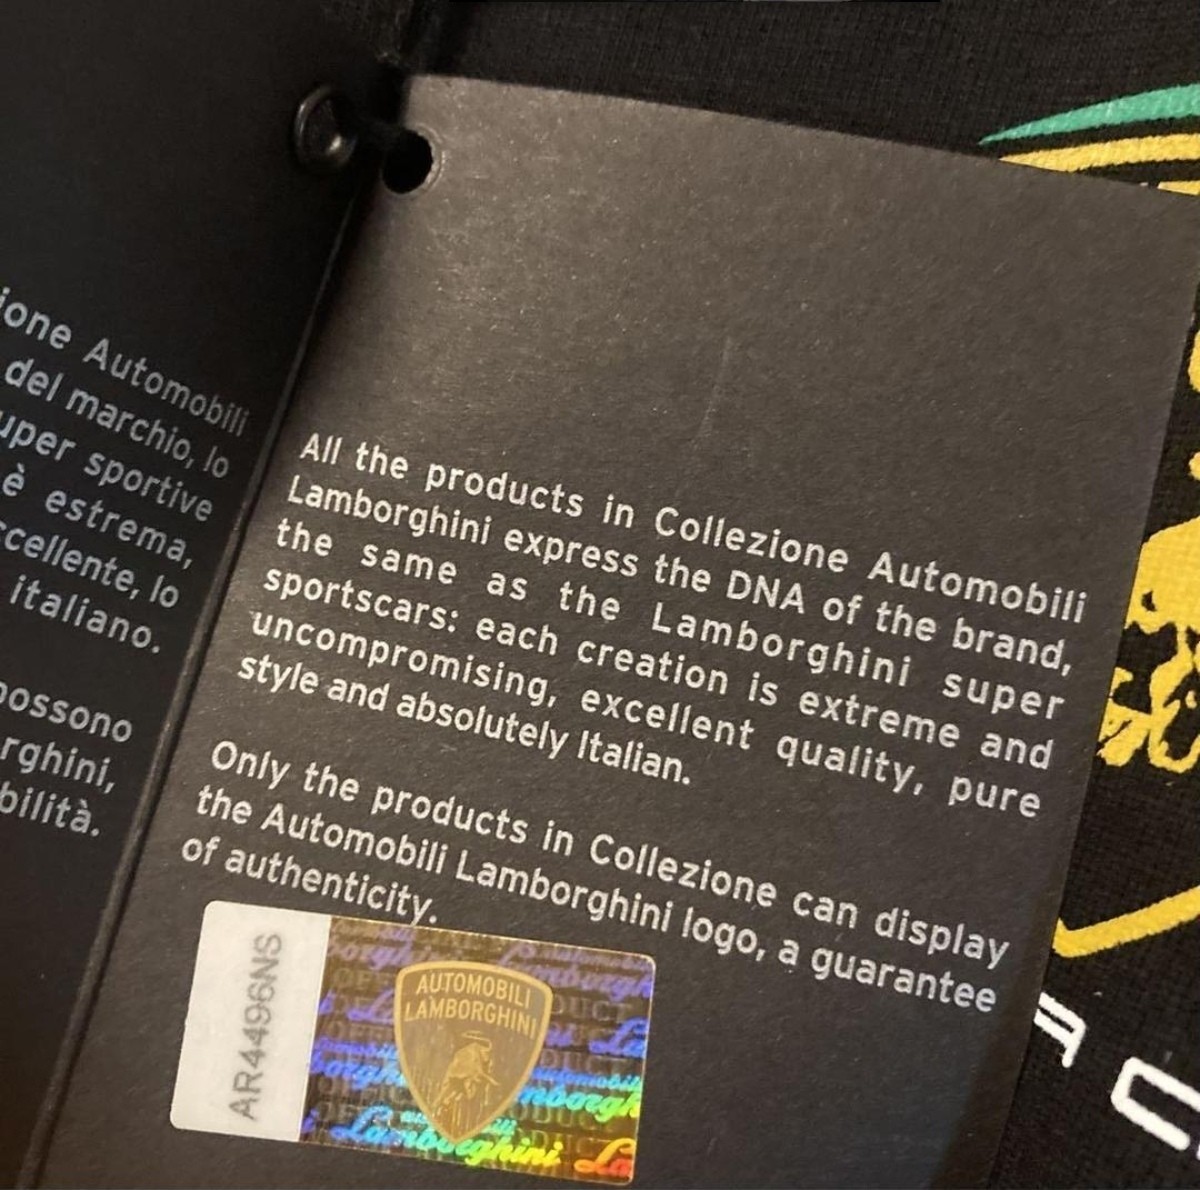 ione Automobili
del marchio, lo
uper sportive
è estrema,
ccellente, lo
italiano.
possono
rghini,
bilità.
All the products in Collezione Automobili
Lamborghini express the DNA of the brand,
the same as the Lamborghini super
sportscars: each creation is extreme and
uncompromising, excellent quality, pure
style and absolutely Italian.
Only the products in Collezione can display
the Automobili Lamborghini logo, a guarantee
of authenticity.
AR4496NS
AUTOMOBILI
LAMBORGHINI
Lamborghini
A C